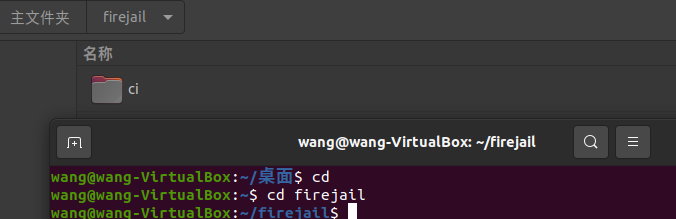 主文件夹 firejail
名称
ci
wang@wang-VirtualBox: ~/firejail
wang@wang-VirtualBox:~/桌面$ cd
wang@wang-VirtualBox:~$ cd firejail
wang@wang-VirtualBox:~/firejail$